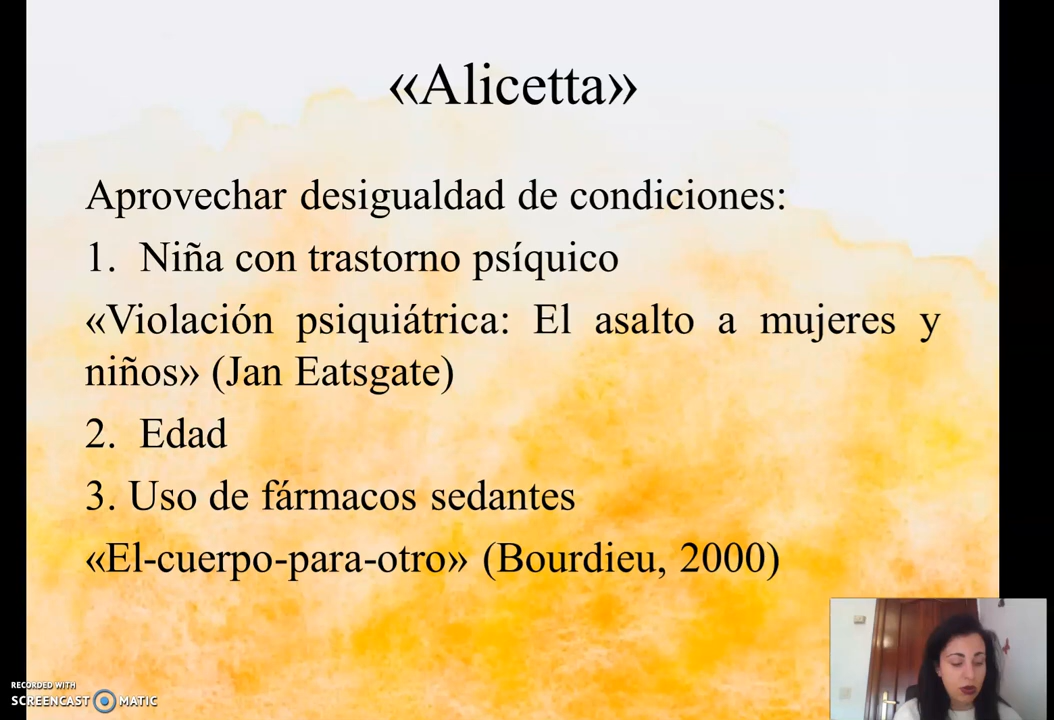 «Alicetta»
Aprovechar desigualdad de condiciones:
1. Niña con trastorno psíquico
«Violación psiquiátrica: El asalto a mujeres y
niños» (Jan Eatsgate)
2. Edad
3. Uso de fármacos sedantes
«El-cuerpo-para-otro» (Bourdieu, 2000)
RECORDED WITH
SCREENCAST MATIC